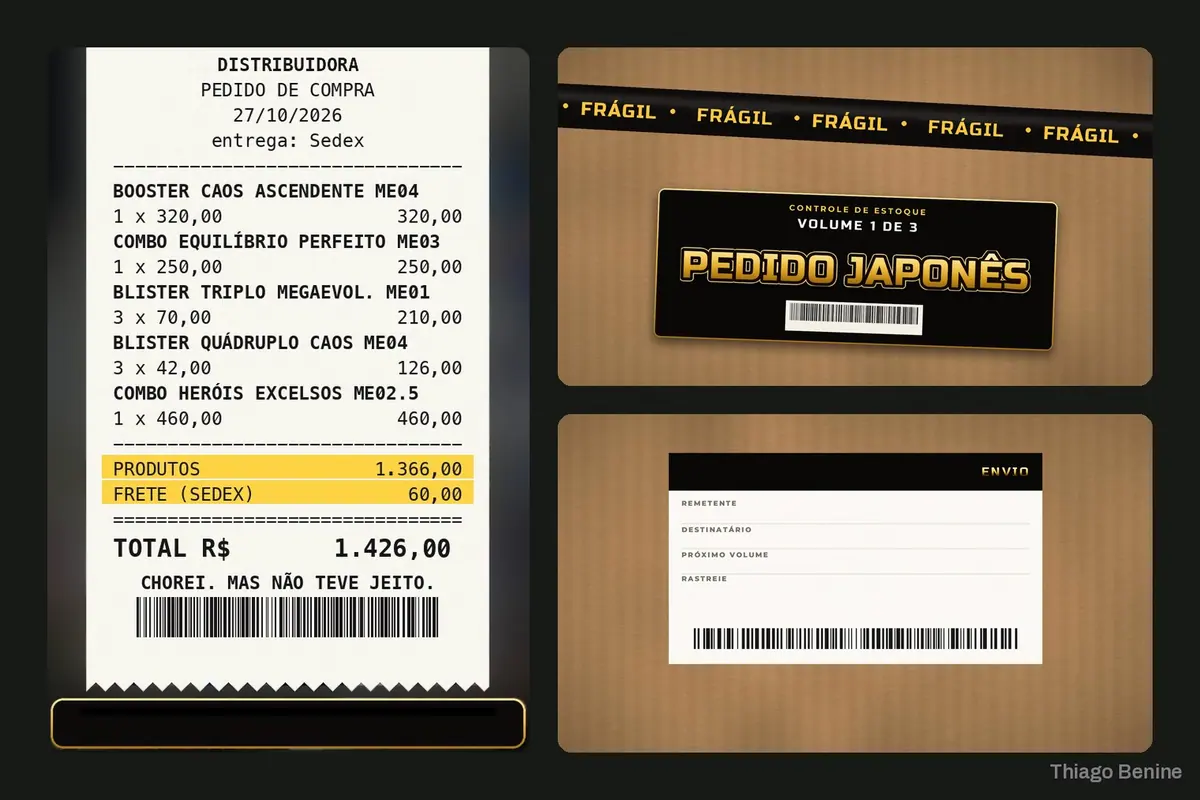 DISTRIBUIDORA
PEDIDO DE COMPRA
27/10/2026
entrega: Sedex
BOOSTER CAOS ASCENDENTE ME04
1 x 320,00 320,00
COMBO EQUILÍBRIO PERFEITO ME03
1 x 250,00 250,00
BLISTER TRIPLO MEGAEVOL. ME01
3 x 70,00 210,00
BLISTER QUÁDRUPLO CAOS ME04
3 x 42,00 126,00
COMBO HERÓIS EXCELSOS ME02.5
1 x 460,00 460,00
PRODUTOS 1.366,00
FRETE (SEDEX) 60,00
TOTAL R$ 1.426,00
CHOREI. MAS NÃO TEVE JEITO.
• FRÁGIL • FRÁGIL • FRÁGIL • FRÁGIL • FRÁGIL •
CONTROLE DE ESTOQUE
VOLUME 1 DE 3
PEDIDO JAPONÊS
ENVIO
REMETENTE
DESTINATÁRIO
PRÓXIMO VOLUME
RASTREIE
Thiago Benine